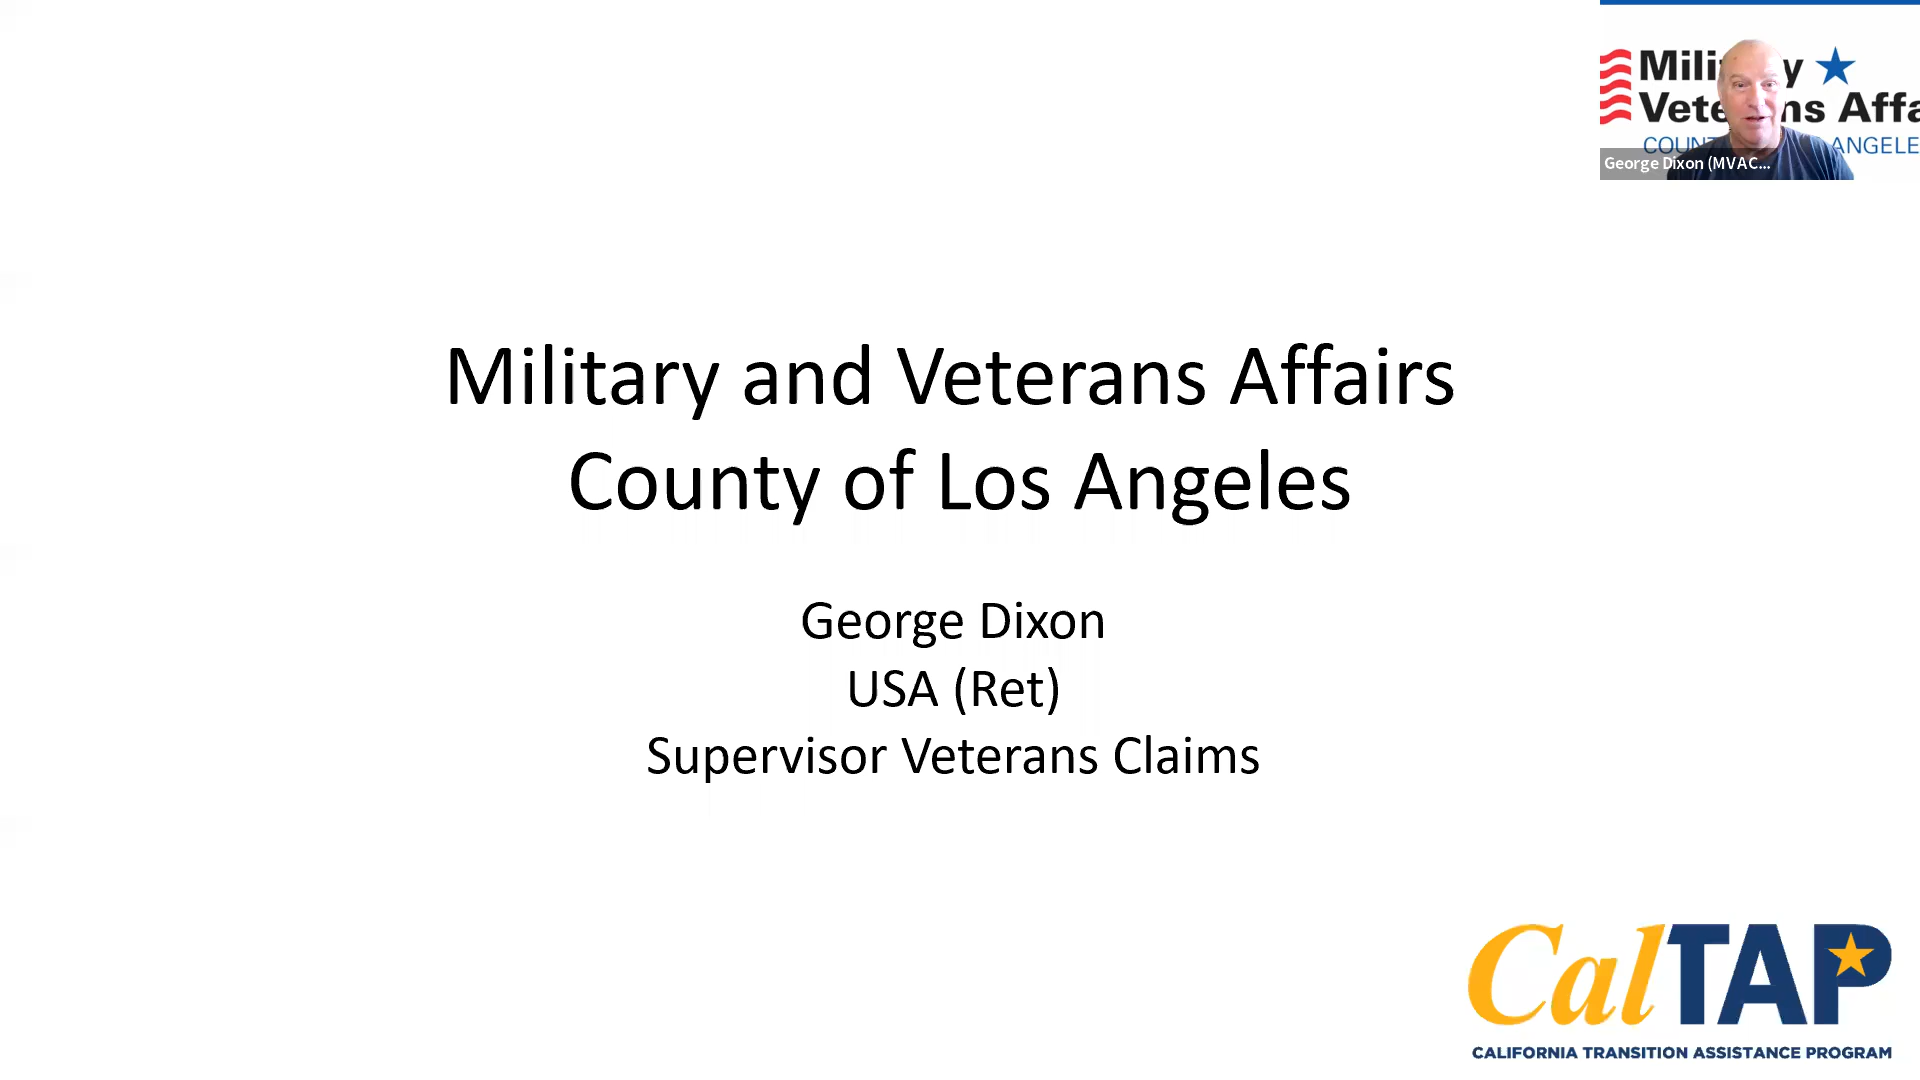 Military and Veterans Affairs
County of Los Angeles
George Dixon
USA (Ret)
Supervisor Veterans Claims
George Dixon (MVAC...
CalTAP
CALIFORNIA TRANSITION ASSISTANCE PROGRAM